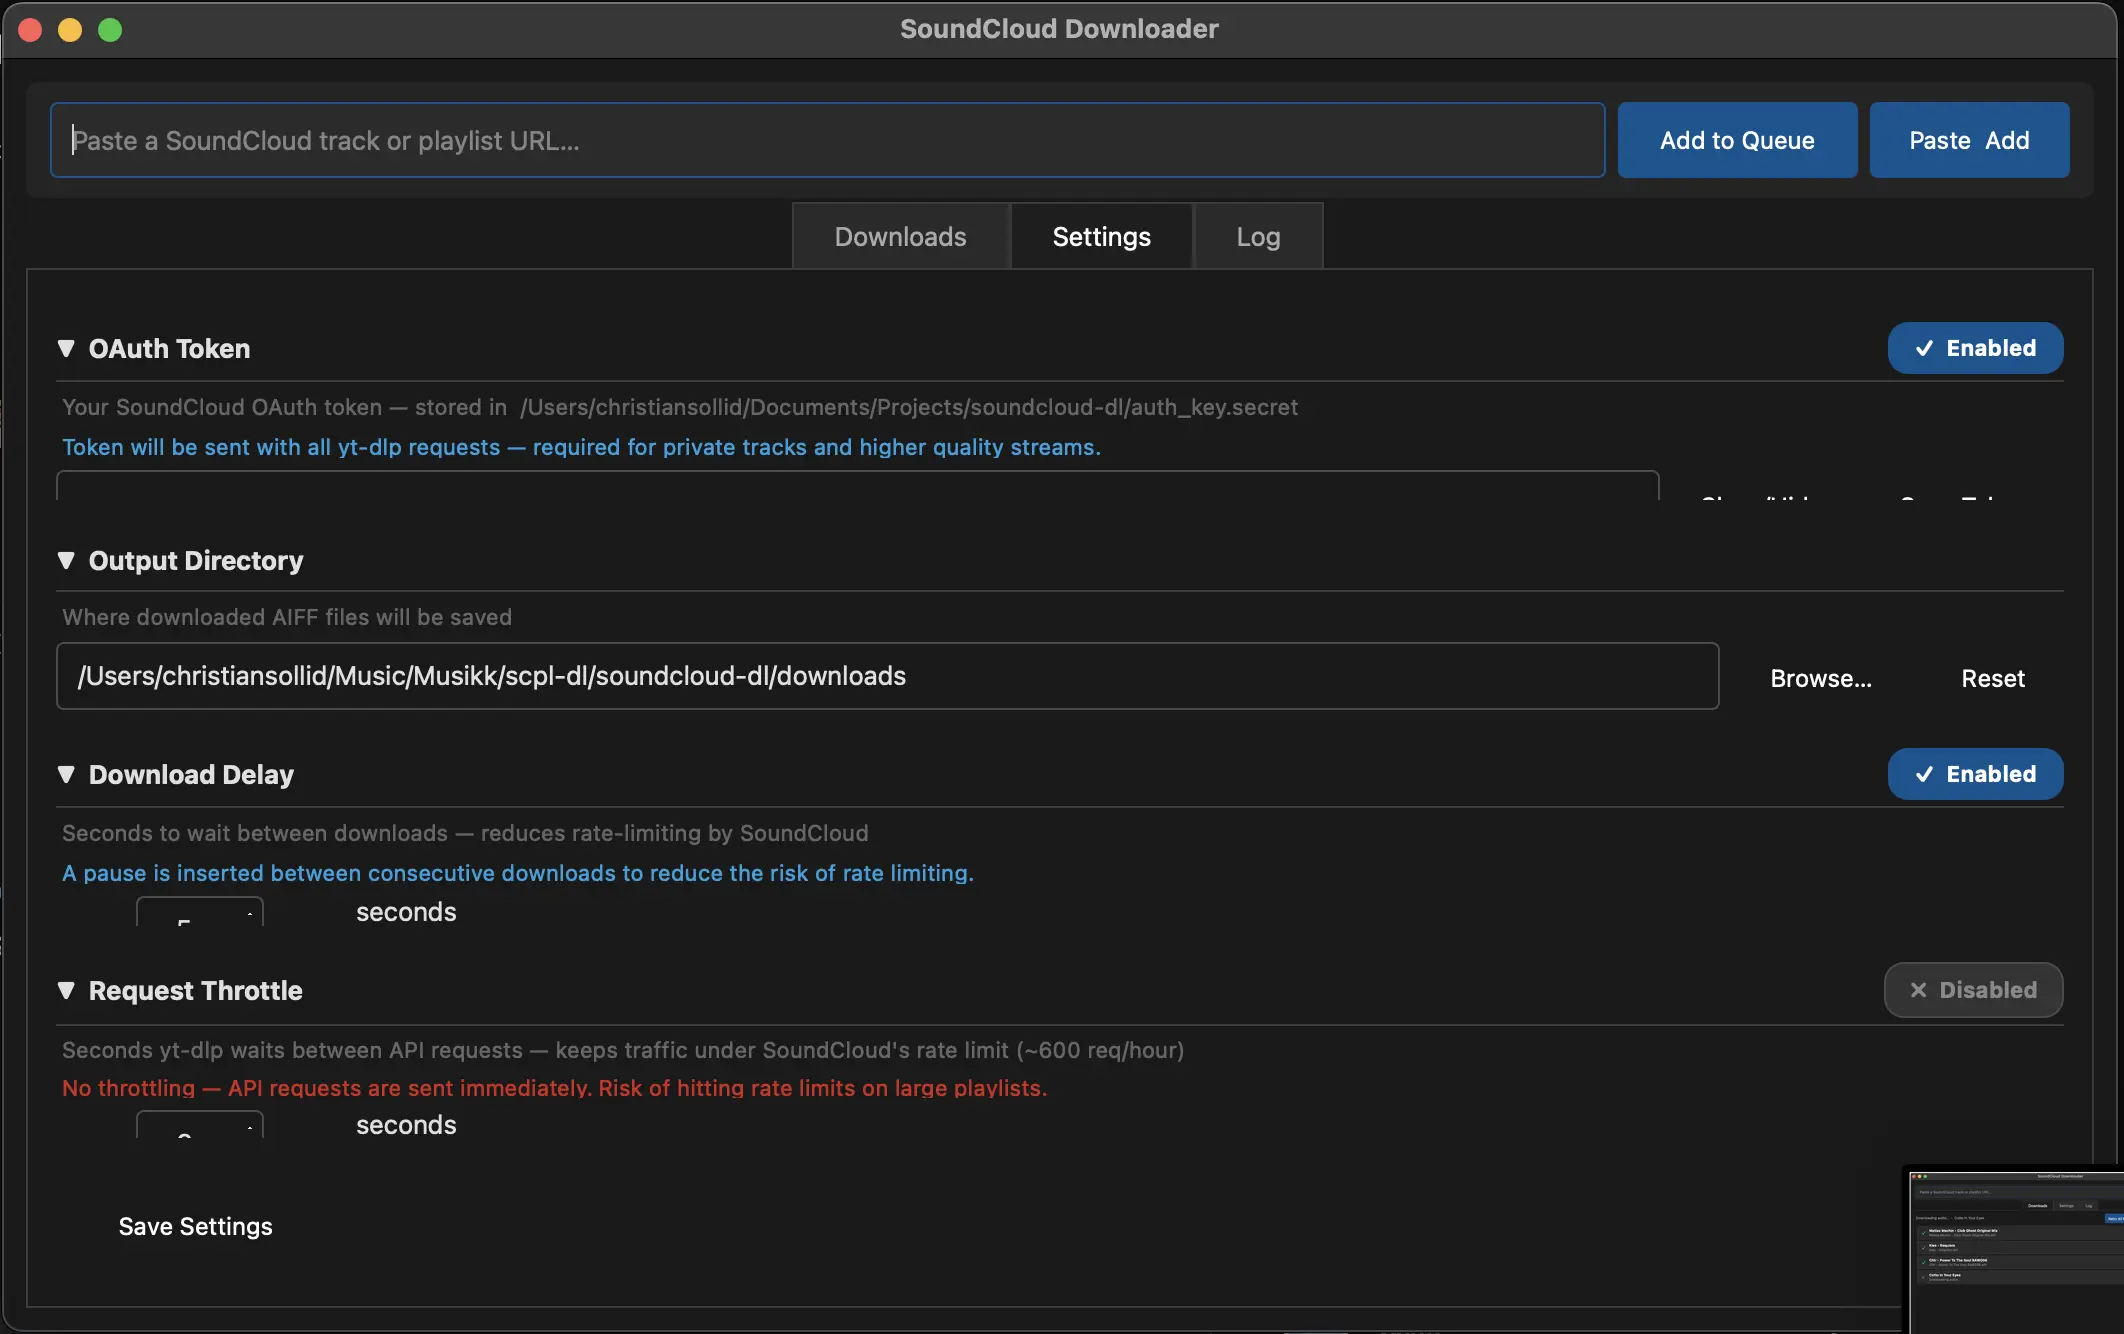 SoundCloud Downloader
Paste a SoundCloud track or playlist URL...
Add to Queue
Paste Add
Downloads
Settings
Log
▼ OAuth Token
✓ Enabled
Your SoundCloud OAuth token — stored in /Users/christiansollid/Documents/Projects/soundcloud-dl/auth_key.secret
Token will be sent with all yt-dlp requests — required for private tracks and higher quality streams.
▼ Output Directory
Where downloaded AIFF files will be saved
/Users/christiansollid/Music/Musikk/scpl-dl/soundcloud-dl/downloads
Browse...
Reset
▼ Download Delay
✓ Enabled
Seconds to wait between downloads — reduces rate-limiting by SoundCloud
A pause is inserted between consecutive downloads to reduce the risk of rate limiting.
seconds
▼ Request Throttle
✕ Disabled
Seconds yt-dlp waits between API requests — keeps traffic under SoundCloud's rate limit (~600 req/hour)
No throttling — API requests are sent immediately. Risk of hitting rate limits on large playlists.
seconds
Save Settings